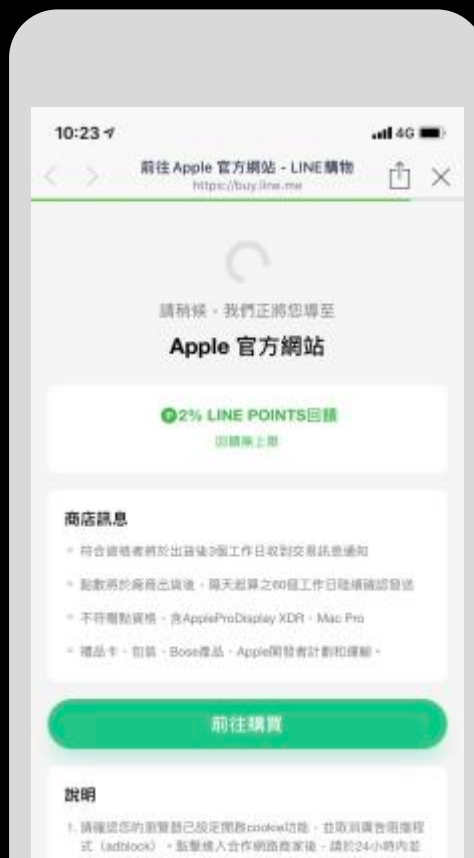 10:23
4G
前往 Apple 官方網站 - LINE購物
https://buy.line.me
請稍候，我們正將您導至
Apple 官方網站
2% LINE POINTS回饋
回饋無上限
商店訊息
符合資格者將於出貨後3個工作日收到交易訊息通知
點數將於廠商出貨後，隔天起算之60個工作日陸續確認發送
不符贈點資格，含AppleProDisplay XDR、Mac Pro
禮品卡、包裝、Bose產品、Apple開發者計劃和運輸。
前往購買
說明
1. 請確認您的瀏覽器已設定開啟cookie功能，並取消廣告阻擋程
式（adblock）。點擊進入合作網路商家後，請於24小時內並